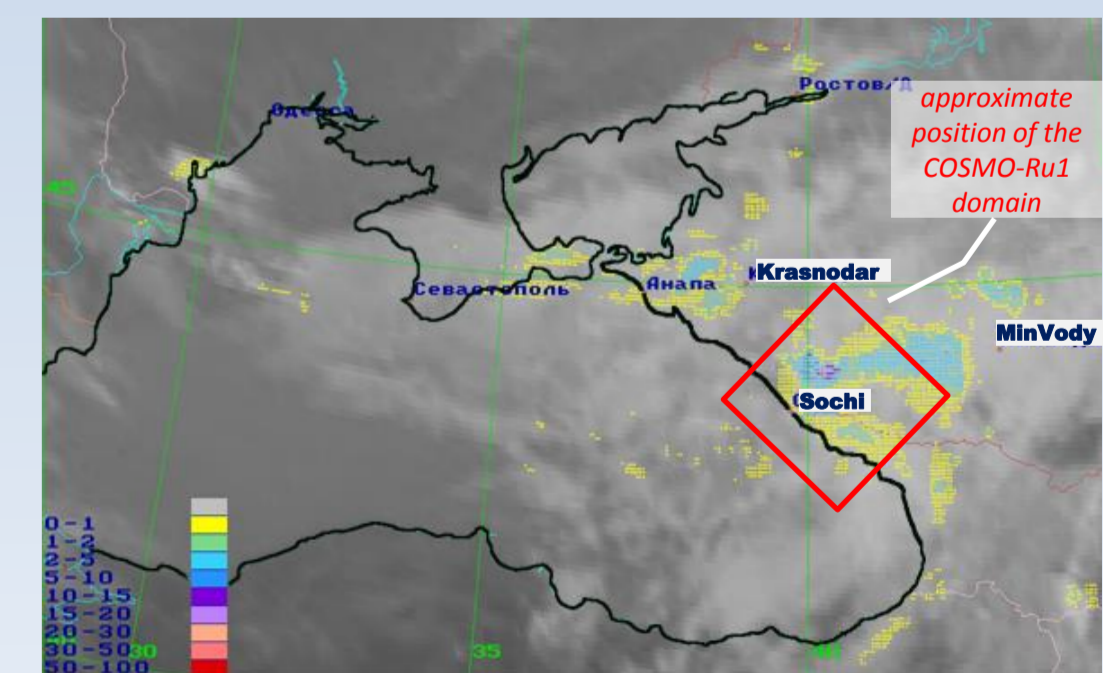 Ростов/Д
Одесса
approximate
position of the
COSMO-Ru1
domain
45
Krasnodar
Севастополь
Анапа
MinVody
Sochi
0-1
1-2
2-5
5-10
10-15
15-20
20-30
30-50
50-100
30
35
40